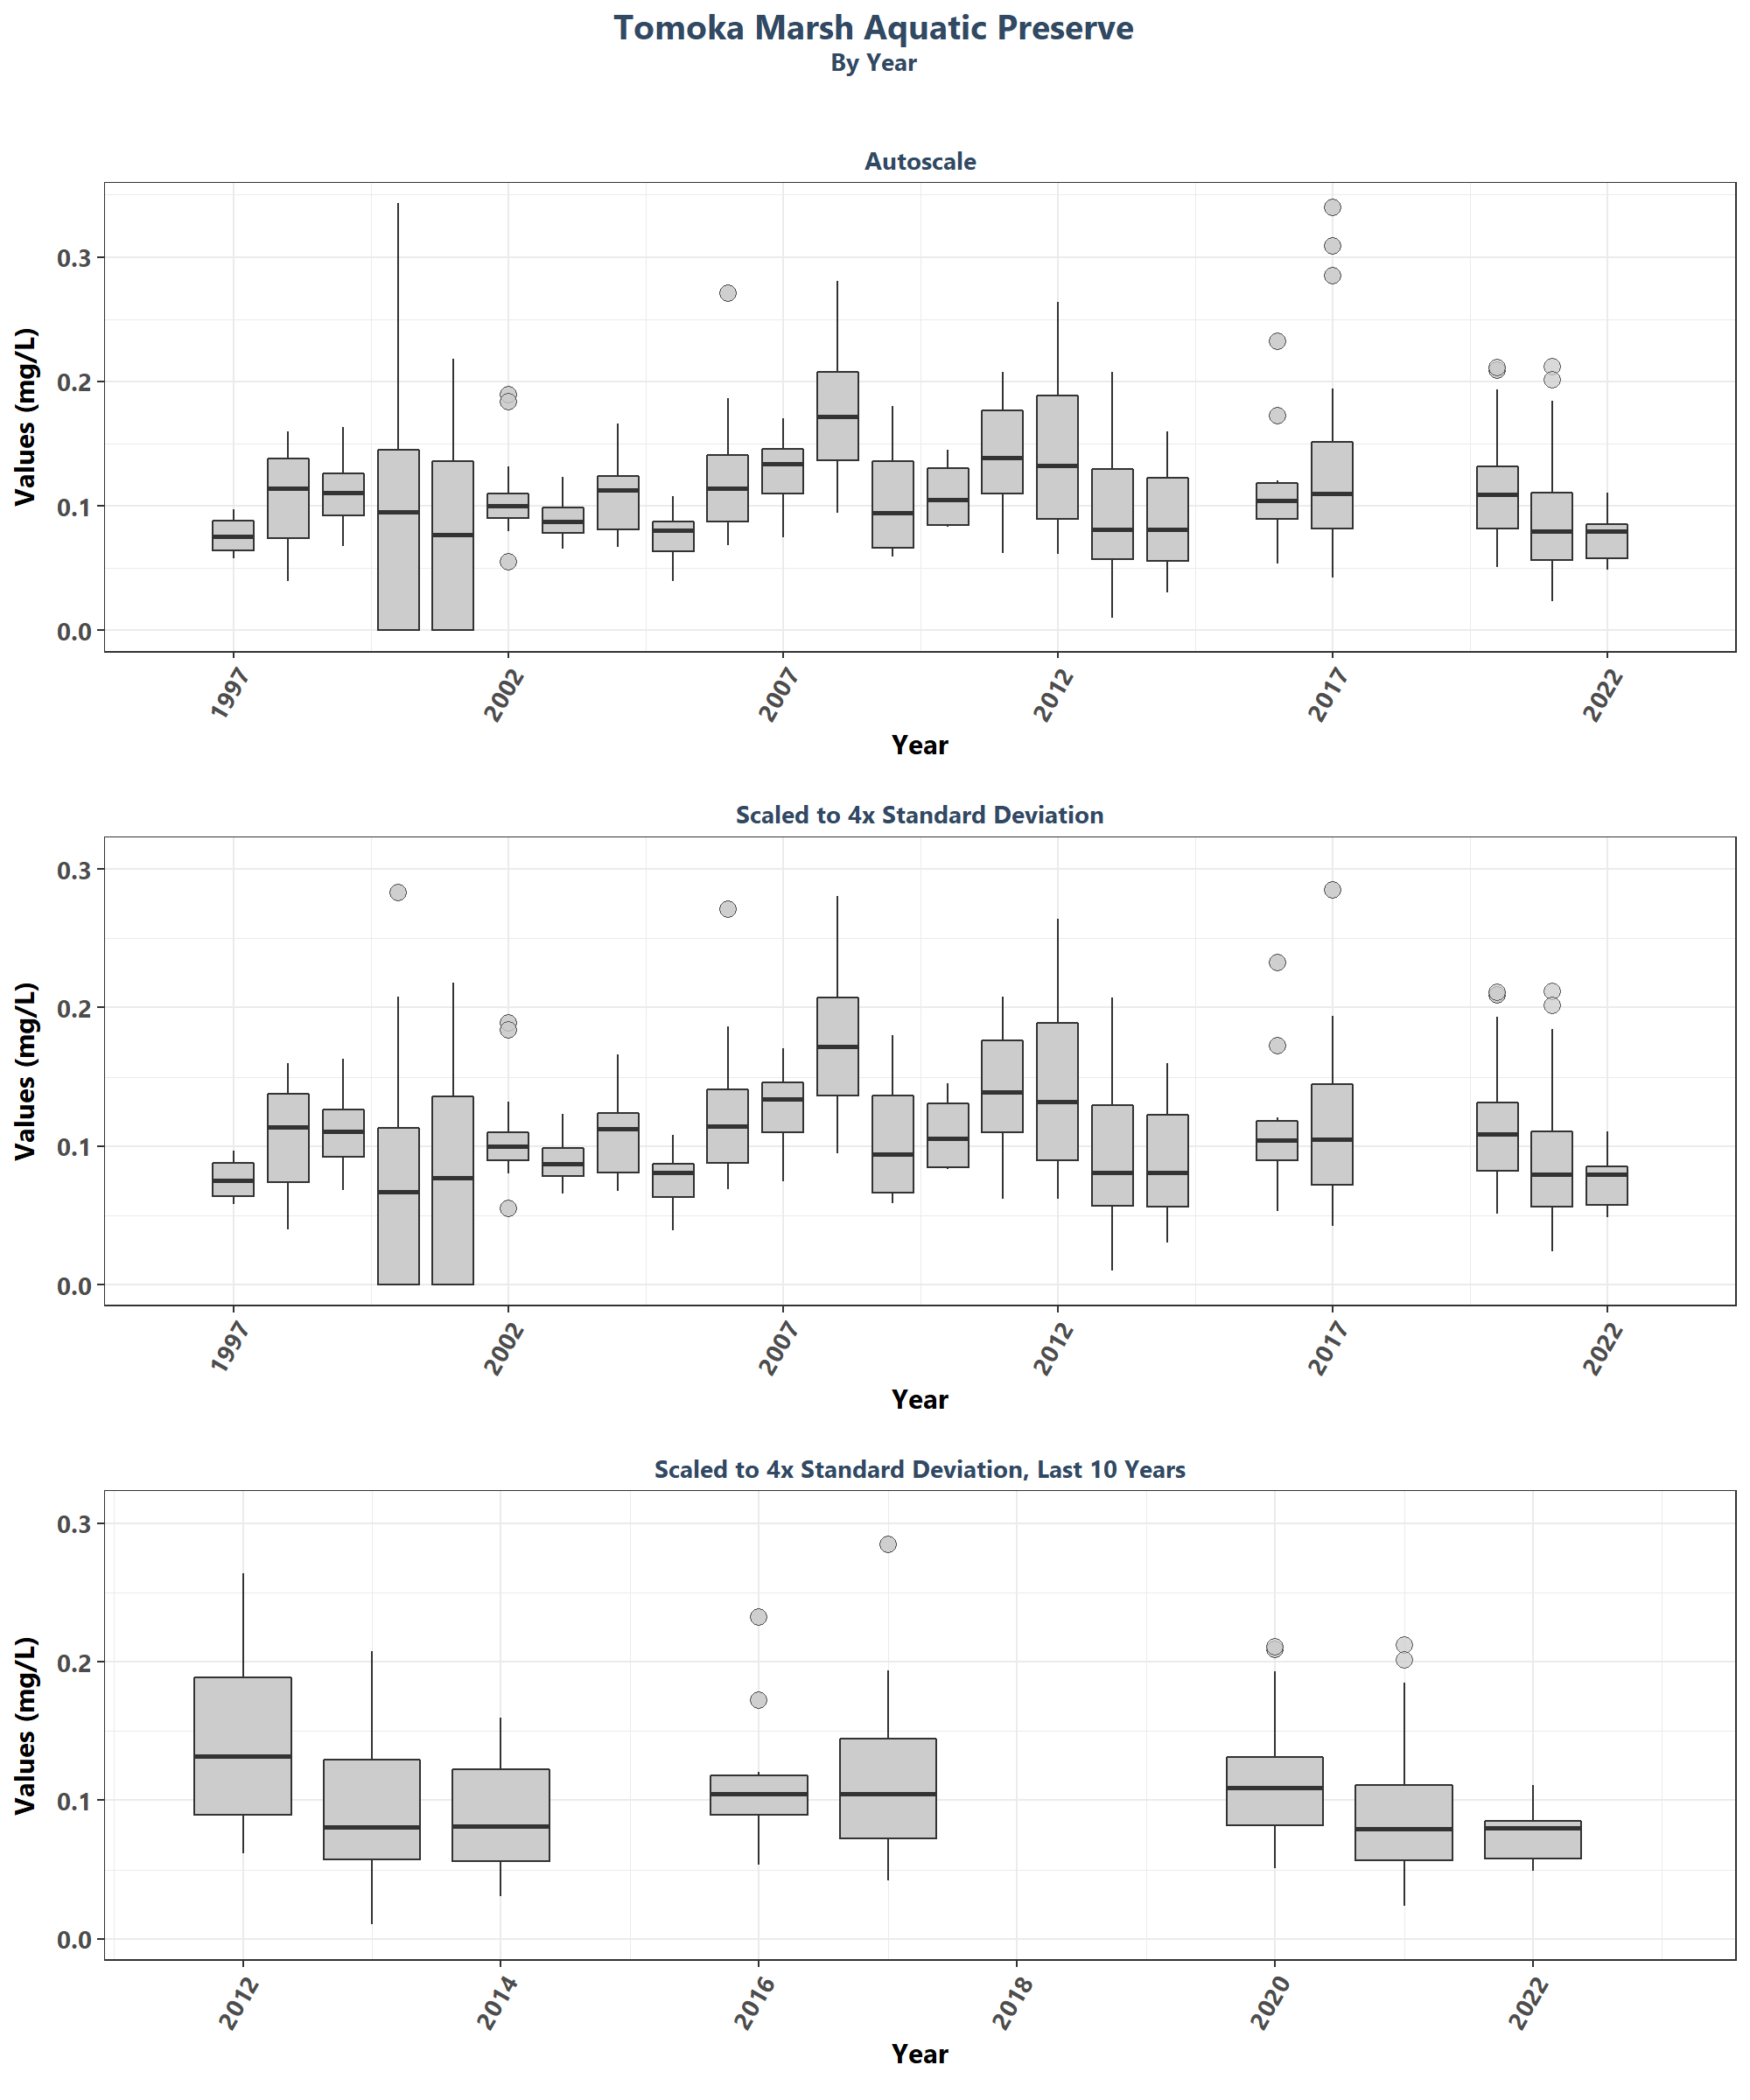 Tomoka Marsh Aquatic Preserve
By Year
Autoscale
Values (mg/L)
0.3
0.2
0.1
0.0
1997 2002 2007 2012 2017 2022
Year
Scaled to 4x Standard Deviation
Values (mg/L)
0.3
0.2
0.1
0.0
1997 2002 2007 2012 2017 2022
Year
Scaled to 4x Standard Deviation, Last 10 Years
Values (mg/L)
0.3
0.2
0.1
0.0
2012 2014 2016 2018 2020 2022
Year